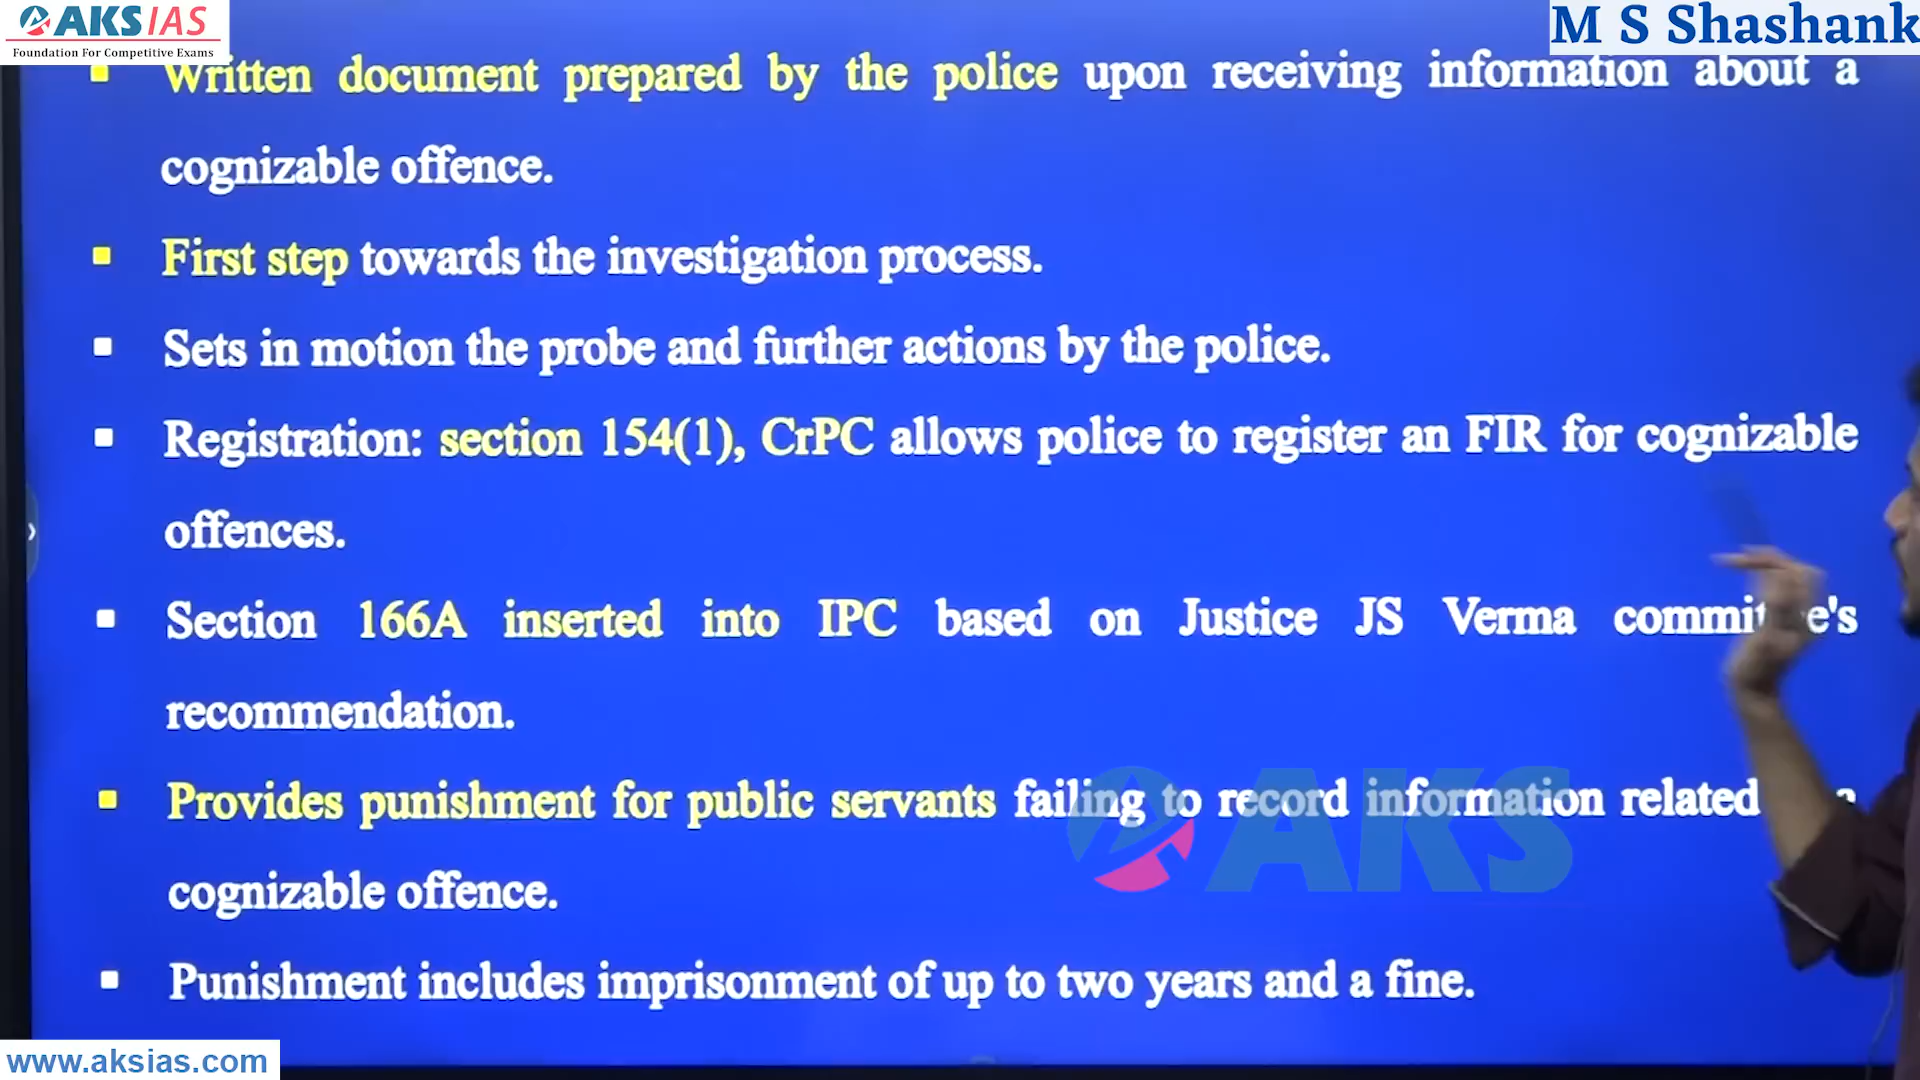 AKS IAS
Foundation For Competitive Exams
M S Shashank
Written document prepared by the police upon receiving information about a
cognizable offence.
First step towards the investigation process.
Sets in motion the probe and further actions by the police.
Registration: section 154(1), CrPC allows police to register an FIR for cognizable
offences.
Section 166A inserted into IPC based on Justice JS Verma committee's
recommendation.
Provides punishment for public servants failing to record information related
cognizable offence.
Punishment includes imprisonment of up to two years and a fine.
AKS
www.aksias.com